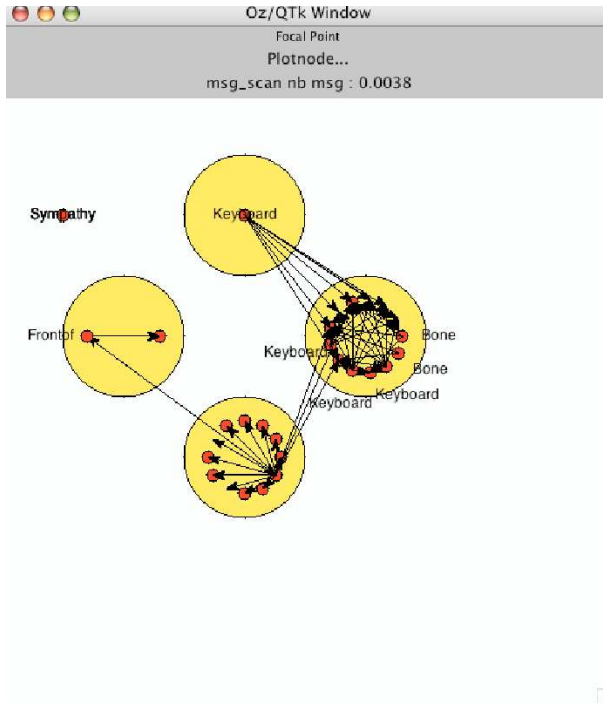 Oz/QTk Window
Focal Point
Plotnode...
msg_scan nb msg : 0.0038
Sympathy
Keyboard
Frontof
Bone
Keyboard
Bone
Keyboard
Keyboard